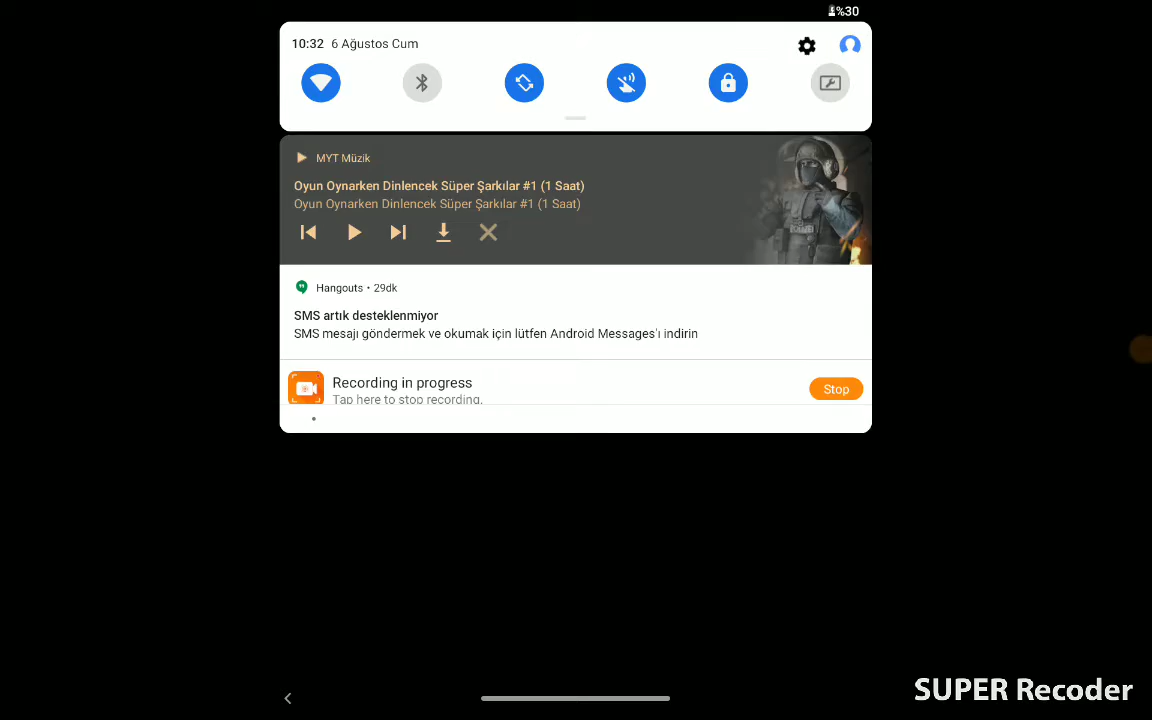 %30
10:32 6 Ağustos Cum
MYT Müzik
Oyun Oynarken Dinlencek Süper Şarkılar #1 (1 Saat)
Oyun Oynarken Dinlencek Süper Şarkılar #1 (1 Saat)
Hangouts • 29dk
SMS artık desteklenmiyor
SMS mesajı göndermek ve okumak için lütfen Android Messages'ı indirin
Recording in progress
Tap here to stop recording.
Stop
SUPER Recoder